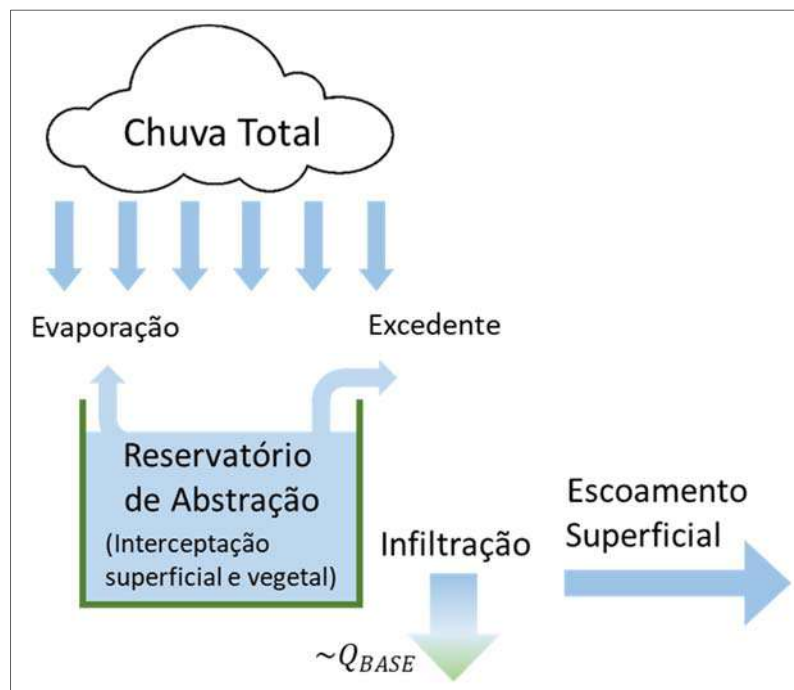 Chuva Total
Evaporação
Excedente
Reservatório
de Abstração
(Interceptação
superficial e vegetal)
Infiltração
Escoamento
Superficial
~Q_BASE